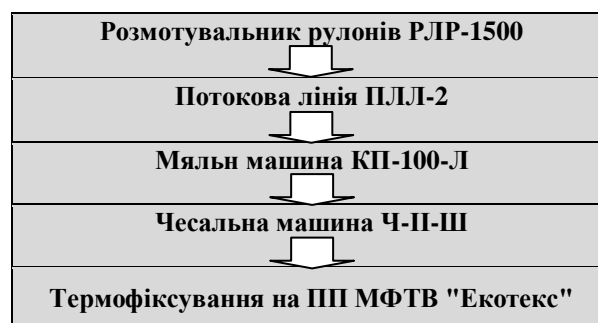 Розмотувальник рулонів РЛР-1500
Потокова лінія ПЛЛ-2
Мяльн машина КП-100-Л
Чесальна машина Ч-ІІ-Ш
Термофіксування на ПП МФТВ "Екотекс"